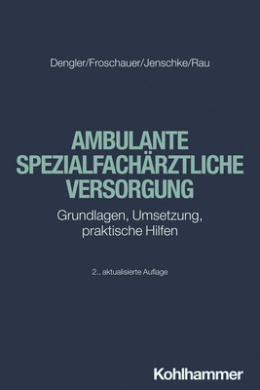 Dengler/Froschauer/Jenschke/Rau
AMBULANTE
SPEZIALFACHÄRZTLICHE
VERSORGUNG
Grundlagen, Umsetzung,
praktische Hilfen
2., aktualisierte Auflage
Kohlhammer